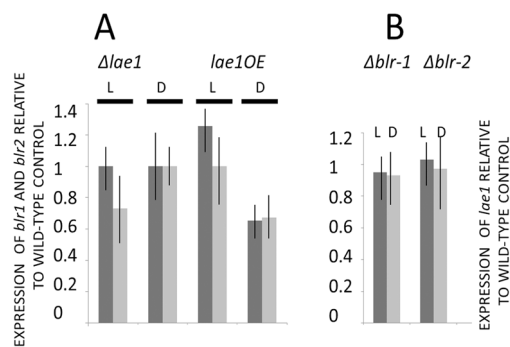 A
B
Δlae1
lae1OE
Δblr-1
Δblr-2
L
D
L
D
L D
L D
EXPRESSION OF blr1 AND blr2 RELATIVE
TO WILD-TYPE CONTROL
1.4
1.2
1
0.8
0.6
0.4
0.2
0
1.2
1
0.8
0.6
0.4
0.2
0
EXPRESSION OF lae1 RELATIVE
TO WILD-TYPE CONTROL